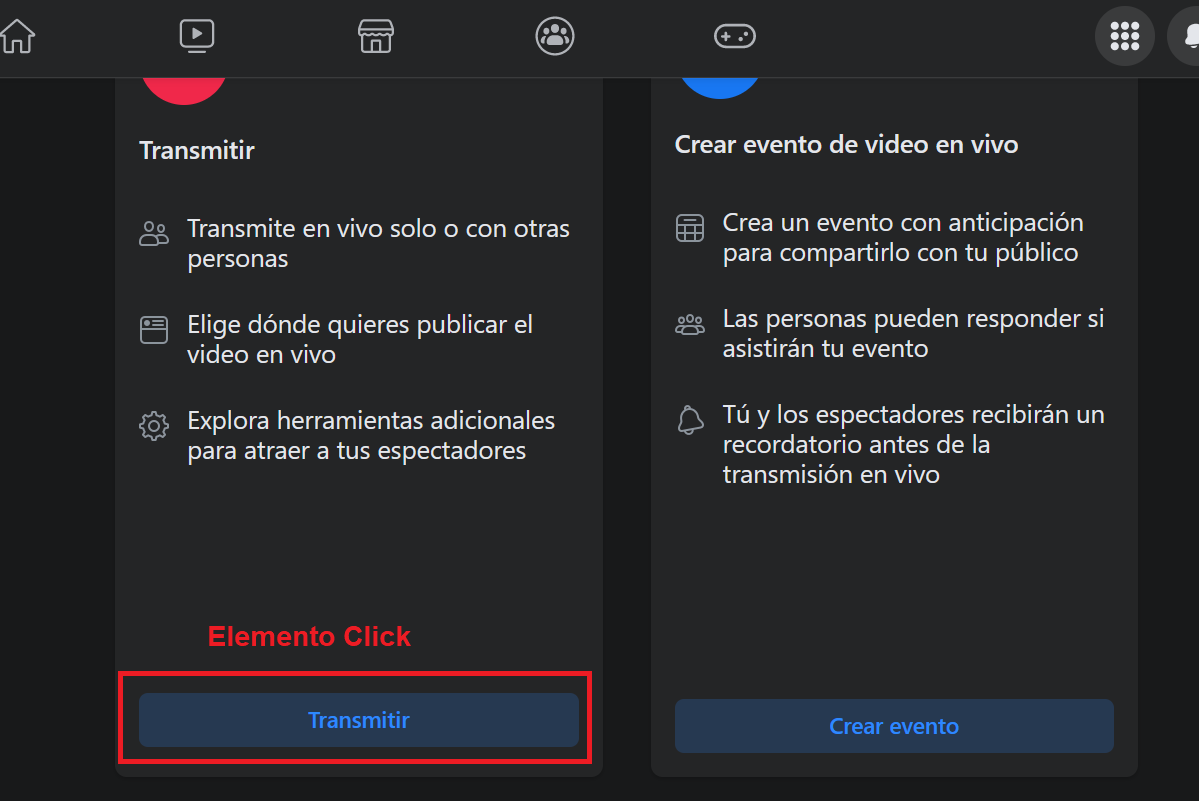 Transmitir
Transmite en vivo solo o con otras
personas
Elige dónde quieres publicar el
video en vivo
Explora herramientas adicionales
para atraer a tus espectadores
Elemento Click
Transmitir
Crear evento de video en vivo
Crea un evento con anticipación
para compartirlo con tu público
Las personas pueden responder si
asistirán tu evento
Tú y los espectadores recibirán un
recordatorio antes de la
transmisión en vivo
Crear evento